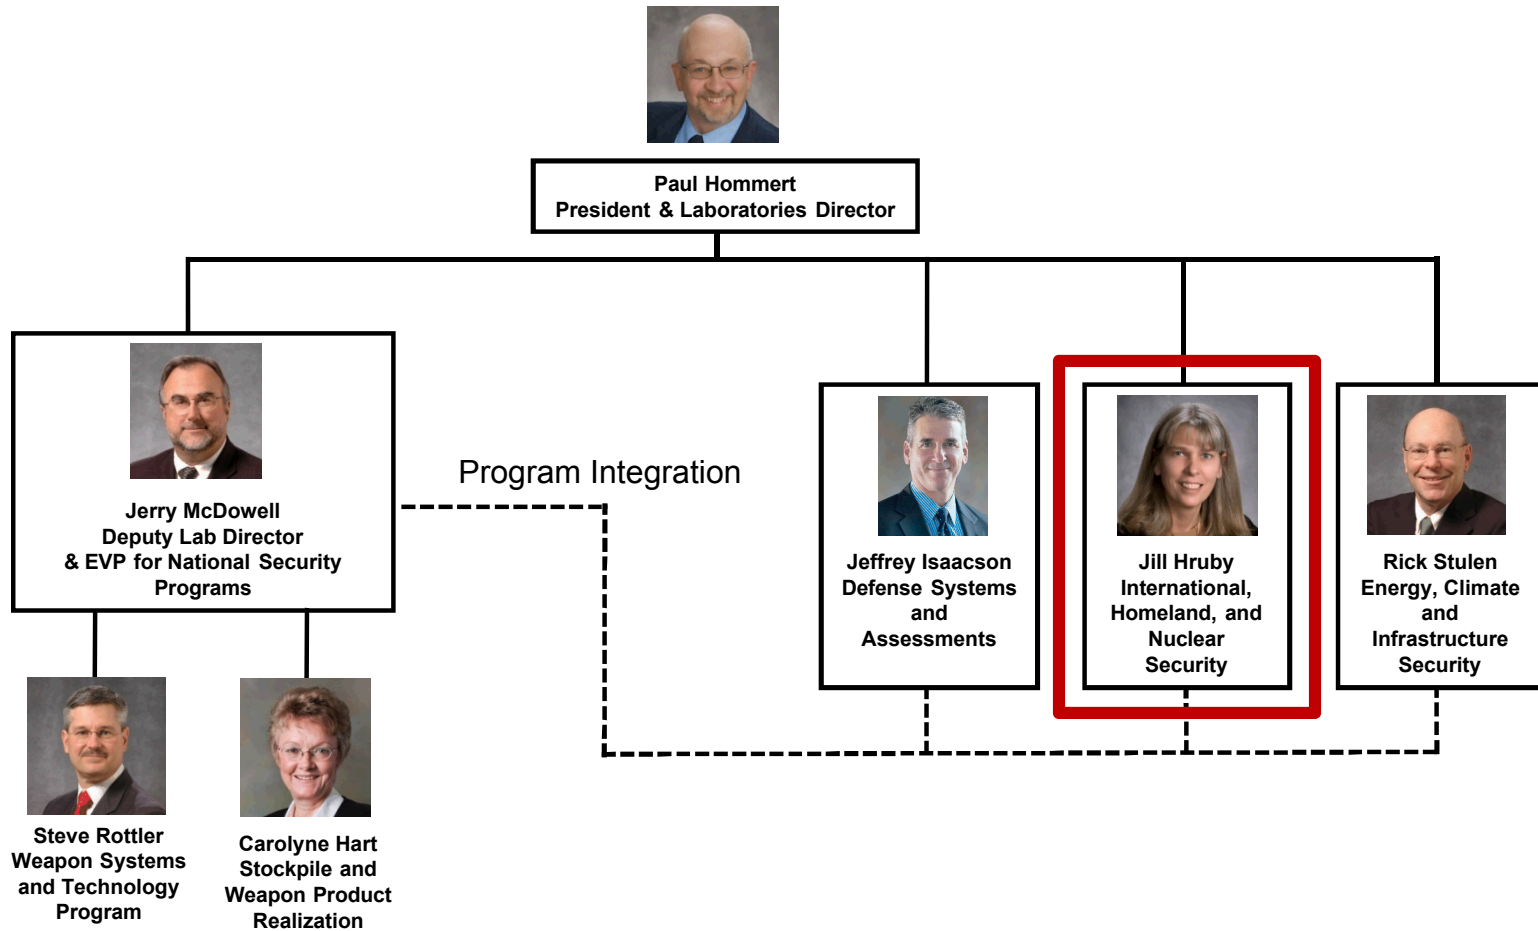 Paul Hommert
President & Laboratories Director
Program Integration
Jerry McDowell
Deputy Lab Director
& EVP for National Security
Programs
Jeffrey Isaacson
Defense Systems
and
Assessments
Jill Hruby
International,
Homeland, and
Nuclear
Security
Rick Stulen
Energy, Climate
and
Infrastructure
Security
Steve Rottler
Weapon Systems
and Technology
Program
Carolyne Hart
Stockpile and
Weapon Product
Realization